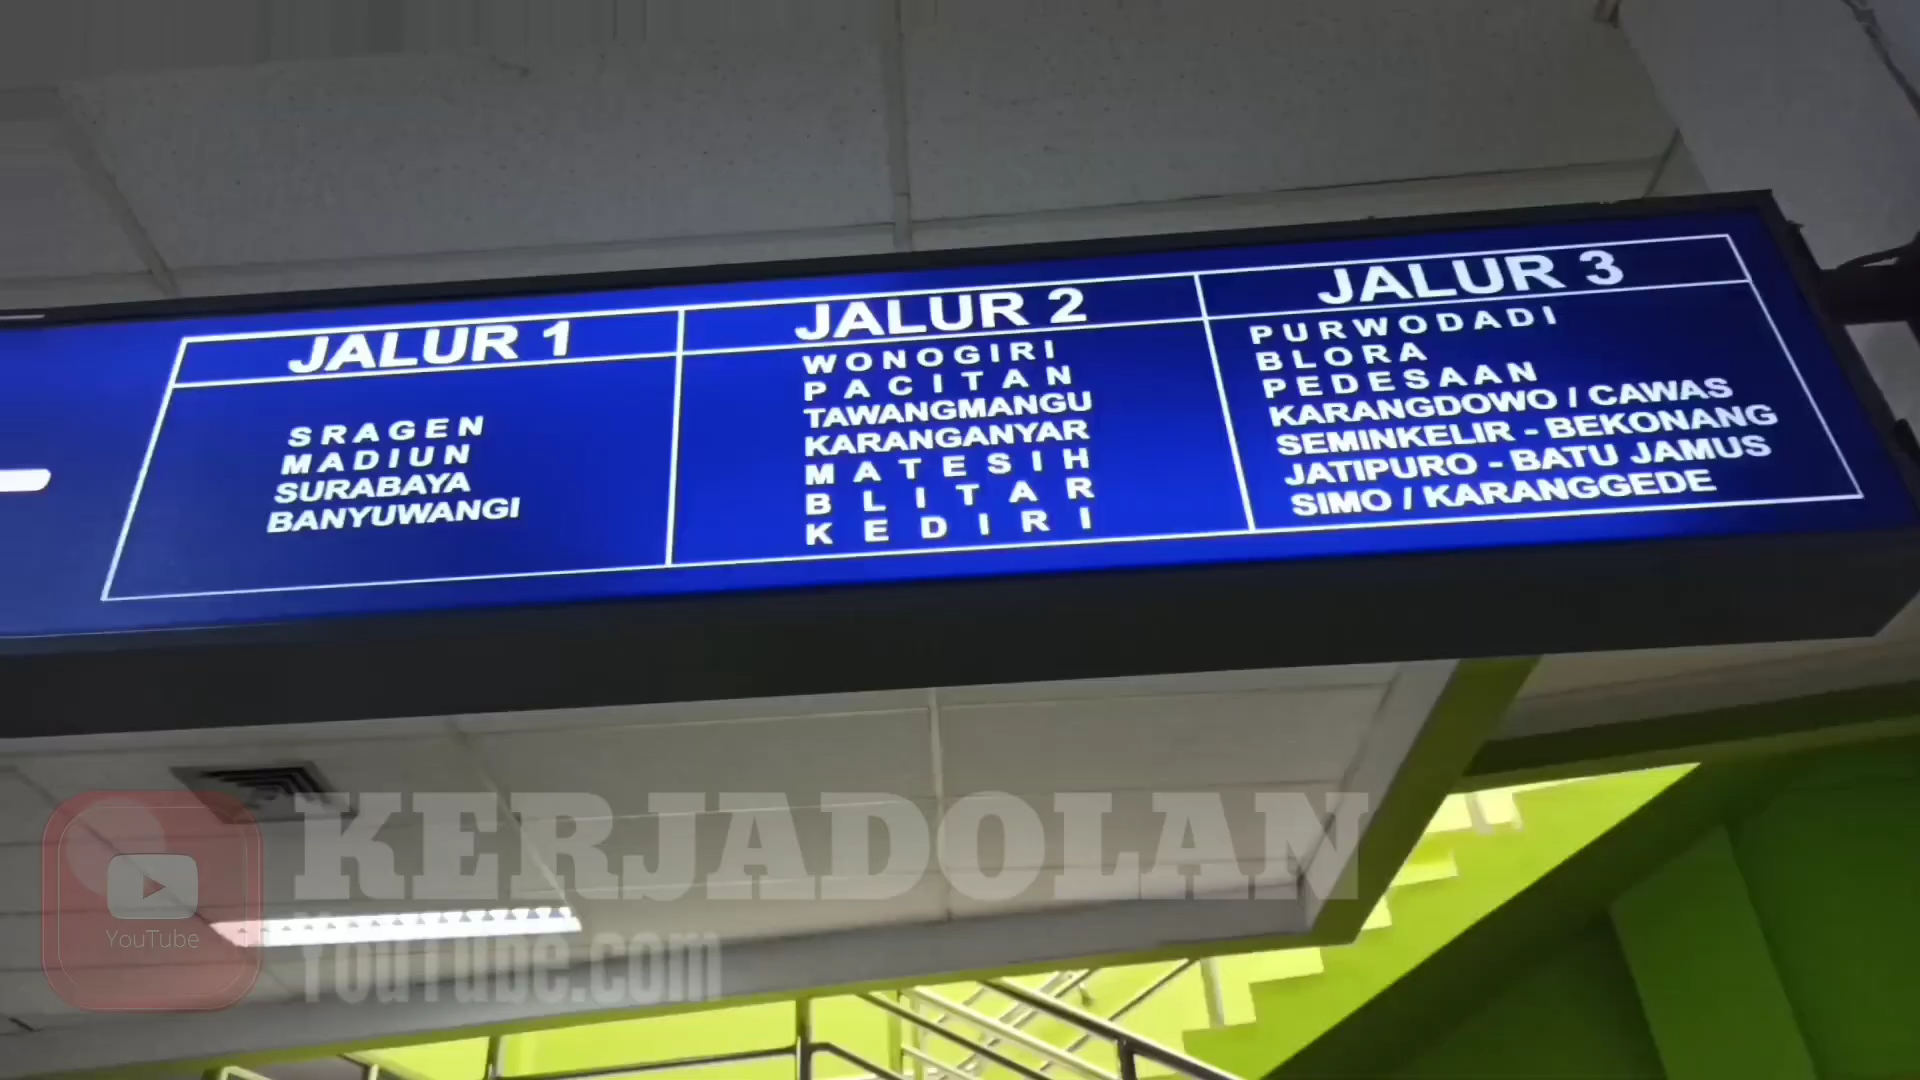 JALUR 1
SRAGEN
MADIUN
SURABAYA
BANYUWANGI
JALUR 2
WONOGIRI
PACITAN
TAWANGMANGU
KARANGANYAR
MATESIH
BLITAR
KEDIRI
JALUR 3
PURWODADI
BLORA
PEDESAAN
KARANGDOWO / CAWAS
SEMINKELIR - BEKONANG
JATIPURO - BATU JAMUS
SIMO / KARANGGEDE
KERJADOLAN
YouTube
YouTube.com